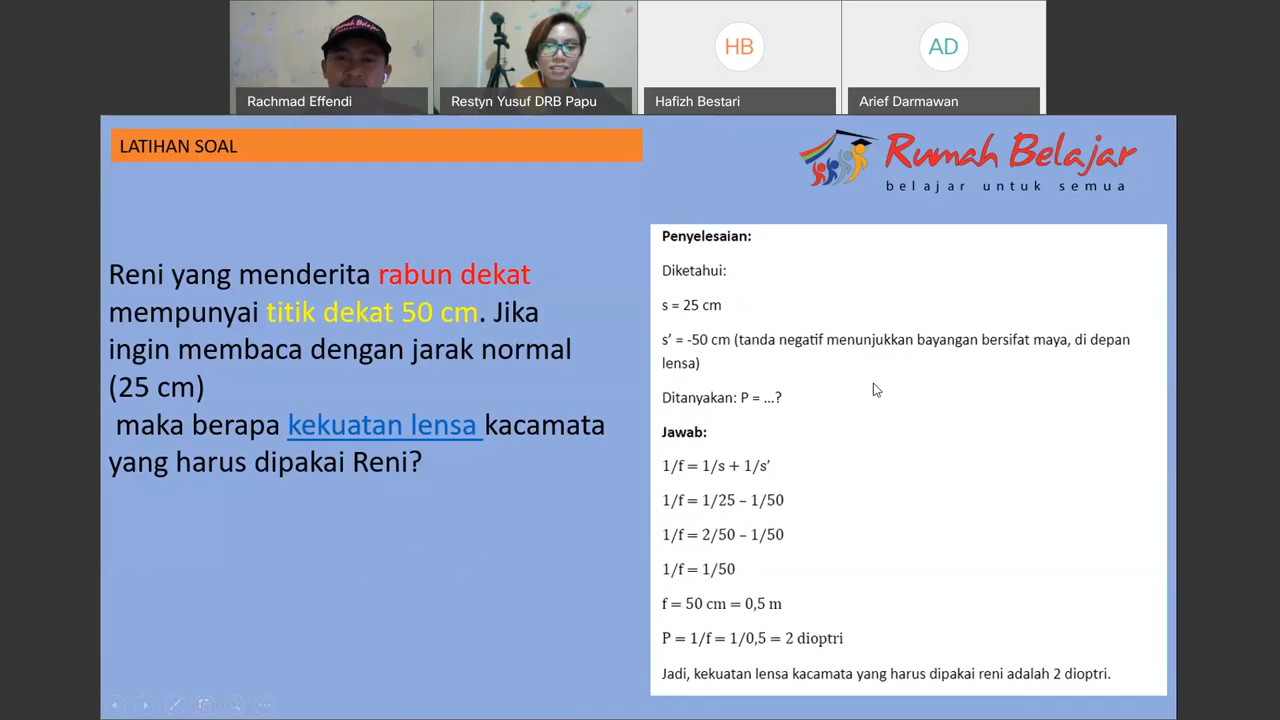 HB
AD
Rachmad Effendi
Restyn Yusuf DRB Papu
Hafizh Bestari
Arief Darmawan
LATIHAN SOAL
Rumah Belajar
belajar untuk semua
Reni yang menderita rabun dekat
mempunyai titik dekat 50 cm. Jika
ingin membaca dengan jarak normal
(25 cm)
maka berapa kekuatan lensa kacamata
yang harus dipakai Reni?
Penyelesaian:
Diketahui:
s = 25 cm
s’ = -50 cm (tanda negatif menunjukkan bayangan bersifat maya, di depan
lensa)
Ditanyakan: P = ...?
Jawab:
1/f = 1/s + 1/s’
1/f = 1/25 – 1/50
1/f = 2/50 – 1/50
1/f = 1/50
f = 50 cm = 0,5 m
P = 1/f = 1/0,5 = 2 dioptri
Jadi, kekuatan lensa kacamata yang harus dipakai reni adalah 2 dioptri.